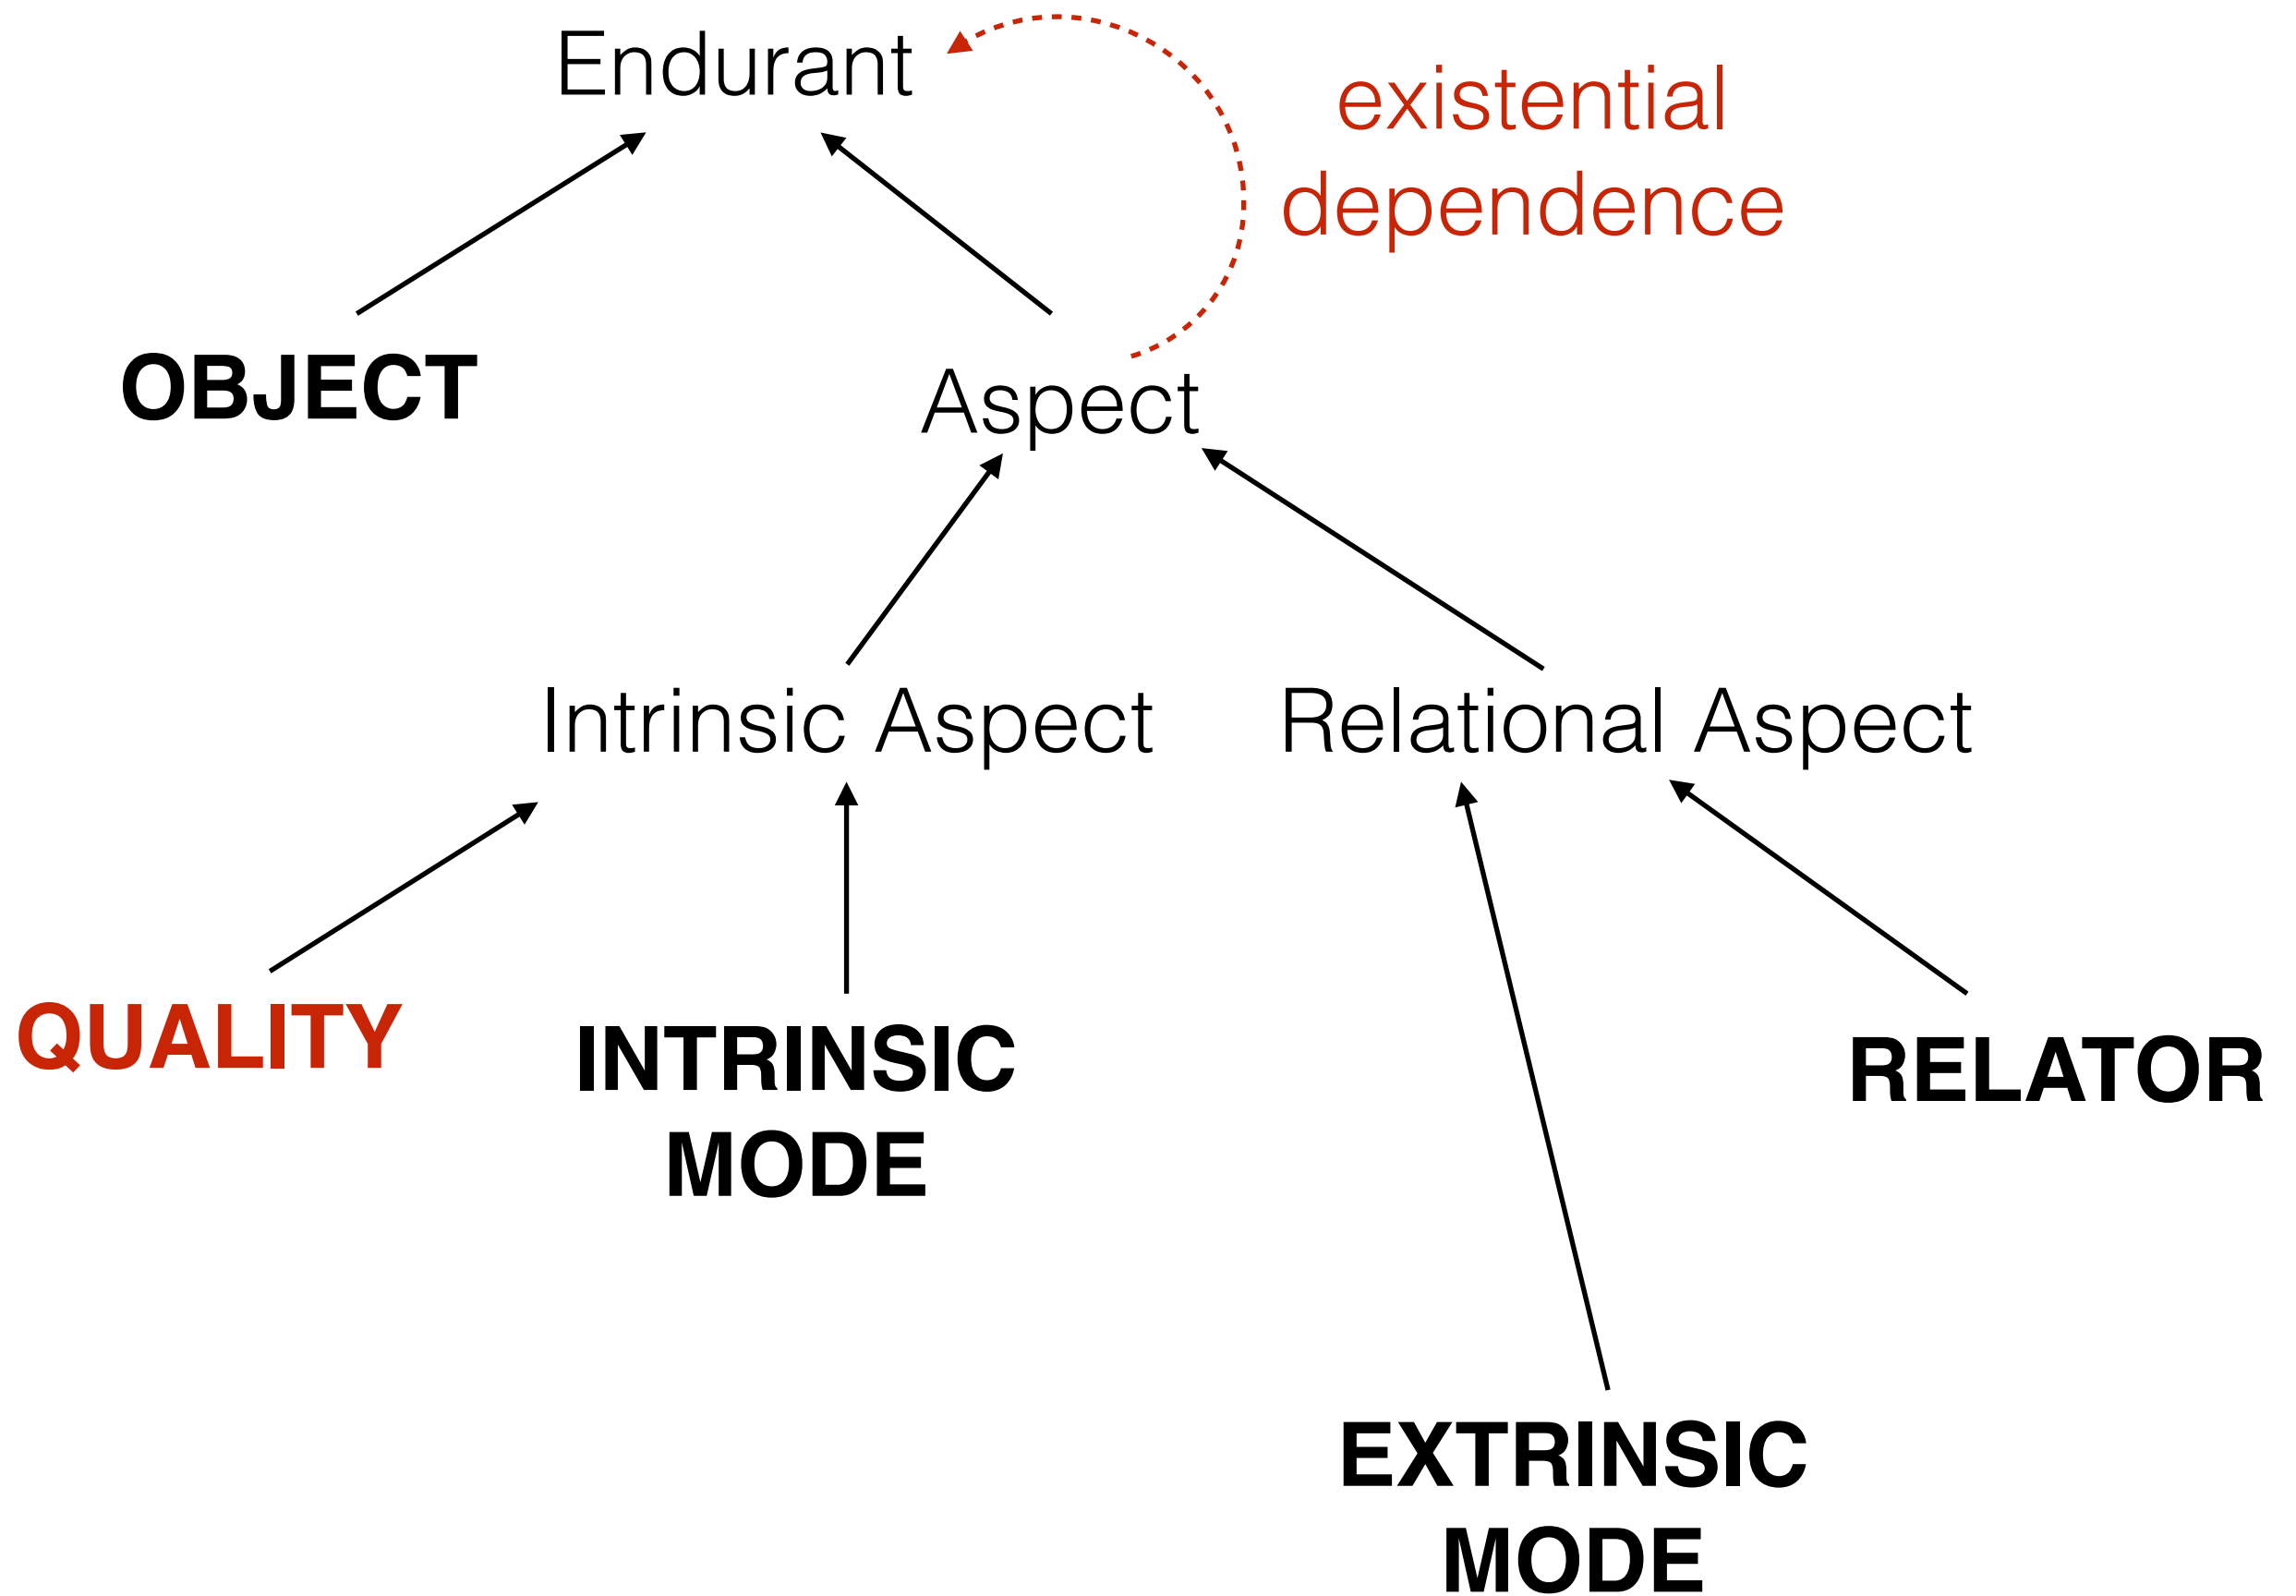 Endurant
existential
dependence
OBJECT
Aspect
Intrinsic Aspect
Relational Aspect
QUALITY
INTRINSIC
MODE
RELATOR
EXTRINSIC
MODE